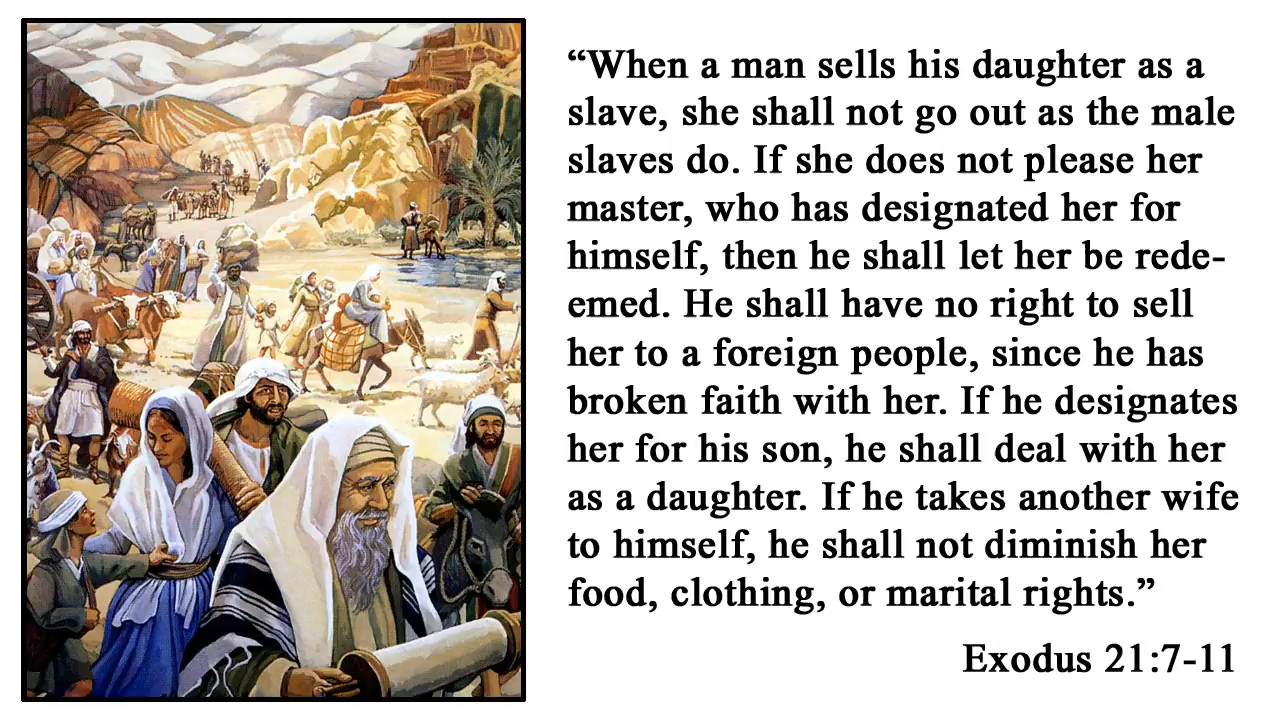 “When a man sells his daughter as a
slave, she shall not go out as the male
slaves do. If she does not please her
master, who has designated her for
himself, then he shall let her be rede-
emed. He shall have no right to sell
her to a foreign people, since he has
broken faith with her. If he designates
her for his son, he shall deal with her
as a daughter. If he takes another wife
to himself, he shall not diminish her
food, clothing, or marital rights.”
Exodus 21:7-11